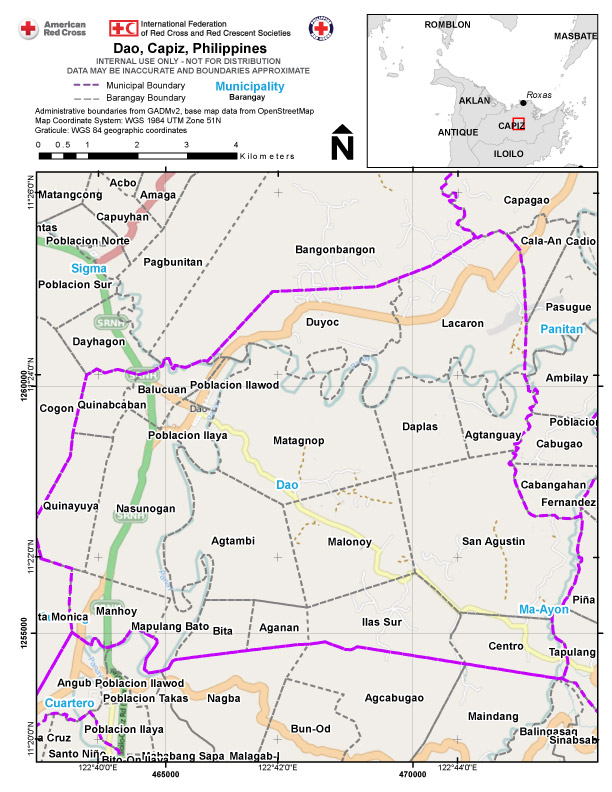 American
Red Cross
International Federation
of Red Cross and Red Crescent Societies
Dao, Capiz, Philippines
INTERNAL USE ONLY - NOT FOR DISTRIBUTION
DATA MAY BE INACCURATE AND BOUNDARIES APPROXIMATE
Municipal Boundary
Municipality
Barangay Boundary
Barangay
Administrative boundaries from GADMv2, base map data from OpenStreetMap
Map Coordinate System: WGS 1984 UTM Zone 51N
Graticule: WGS 84 geographic coordinates
0 0.5 1 2 3 4
Kilometers
N
ROMBLON
MASBATE
Roxas
AKLAN
CAPIZ
ANTIQUE
ILOILO
11°26'0"N
Acbo
Matangcong
Amaga
Capagao
Capuyhan
ntas
Poblacion Norte
Cala-An
Cadio
Bangonbangon
Pagbunitan
Sigma
Poblacion Sur
Pasugue
SRNH
Duyoc
Lacaron
Panitan
Dayhagon
11°24'0"N
1260000
Ambilay
Balucuan
Poblacion Ilawod
Cogon
Quinabcaban
Dao
Poblacion
Daplas
Poblacion Ilaya
Matagnop
Agtanguay
Cabugao
Dao
Cabangahan
Fernandez
Quinayuya
Nasunogan
SRNH
Agtambi
Malonoy
San Agustin
11°22'0"N
Piña
ta Monica
Manhoy
Ma-Ayon
Mapulang Bato
Bita
Aganan
Ilas Sur
1255000
Centro
Tapulang
Angub
Poblacion Ilawod
Cuartero
Poblacion Takas
Nagba
Agcabugao
Maindang
Poblacion Ilaya
Bun-Od
Balingasag
a Cruz
Sinabsab
11°20'0"N
Santo Niño
Bito-On Ilaya
Mahabang Sapa
Malagab-i
122°40'0"E
122°42'0"E
122°44'0"E
465000
470000